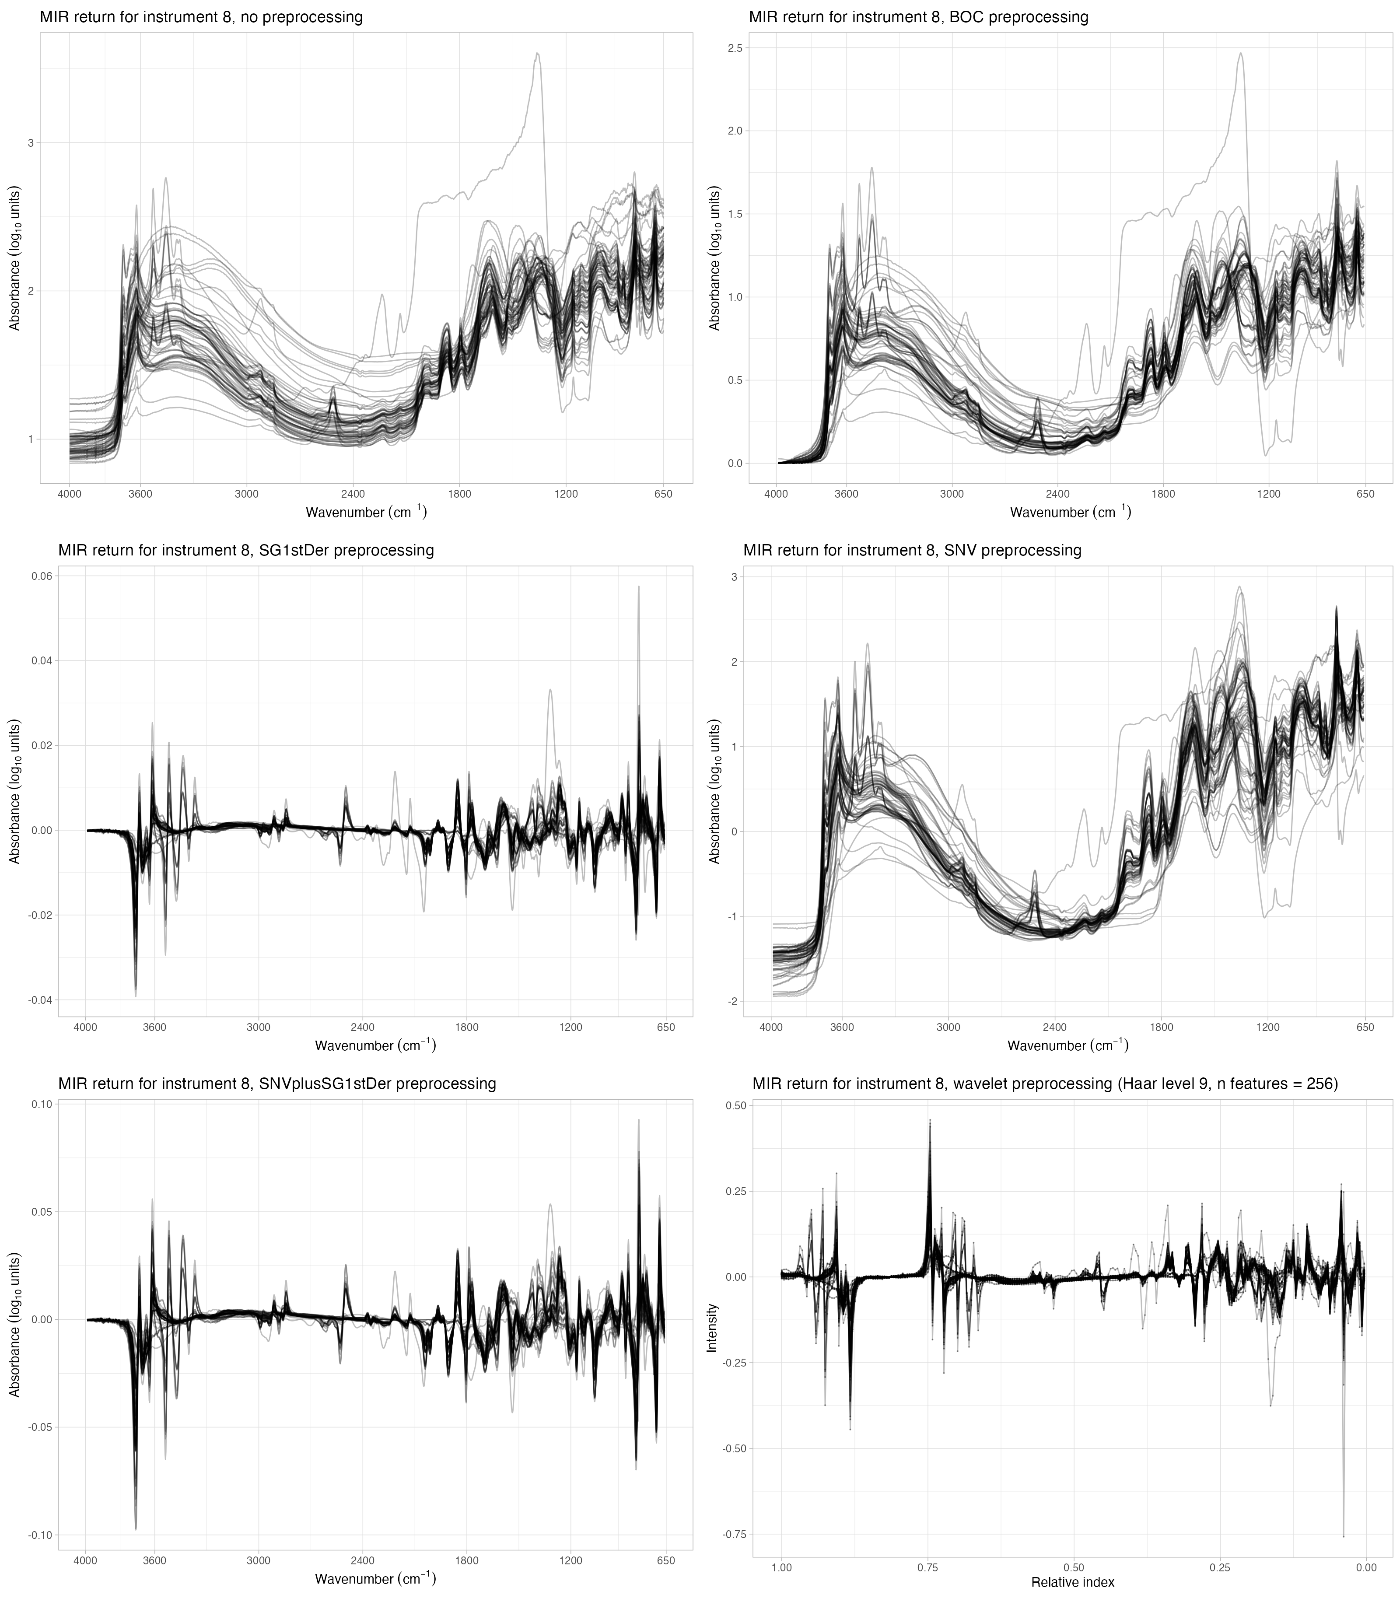 MIR return for instrument 8, no preprocessing
Absorbance (log10 units)
3
2
1
4000 3600 3000 2400 1800 1200 650
Wavenumber (cm 1)
MIR return for instrument 8, BOC preprocessing
Absorbance (log10 units)
2.5
2.0
1.5
1.0
0.5
0.0
4000 3600 3000 2400 1800 1200 650
Wavenumber (cm 1)
MIR return for instrument 8, SG1stDer preprocessing
Absorbance (log10 units)
0.06
0.04
0.02
0.00
-0.02
-0.04
4000 3600 3000 2400 1800 1200 650
Wavenumber (cm−1)
MIR return for instrument 8, SNV preprocessing
Absorbance (log10 units)
3
2
1
0
-1
-2
4000 3600 3000 2400 1800 1200 650
Wavenumber (cm−1)
MIR return for instrument 8, SNVplusSG1stDer preprocessing
Absorbance (log10 units)
0.10
0.05
0.00
-0.05
-0.10
4000 3600 3000 2400 1800 1200 650
Wavenumber (cm−1)
MIR return for instrument 8, wavelet preprocessing (Haar level 9, n features = 256)
Intensity
0.50
0.25
0.00
-0.25
-0.50
-0.75
1.00 0.75 0.50 0.25 0.00
Relative index